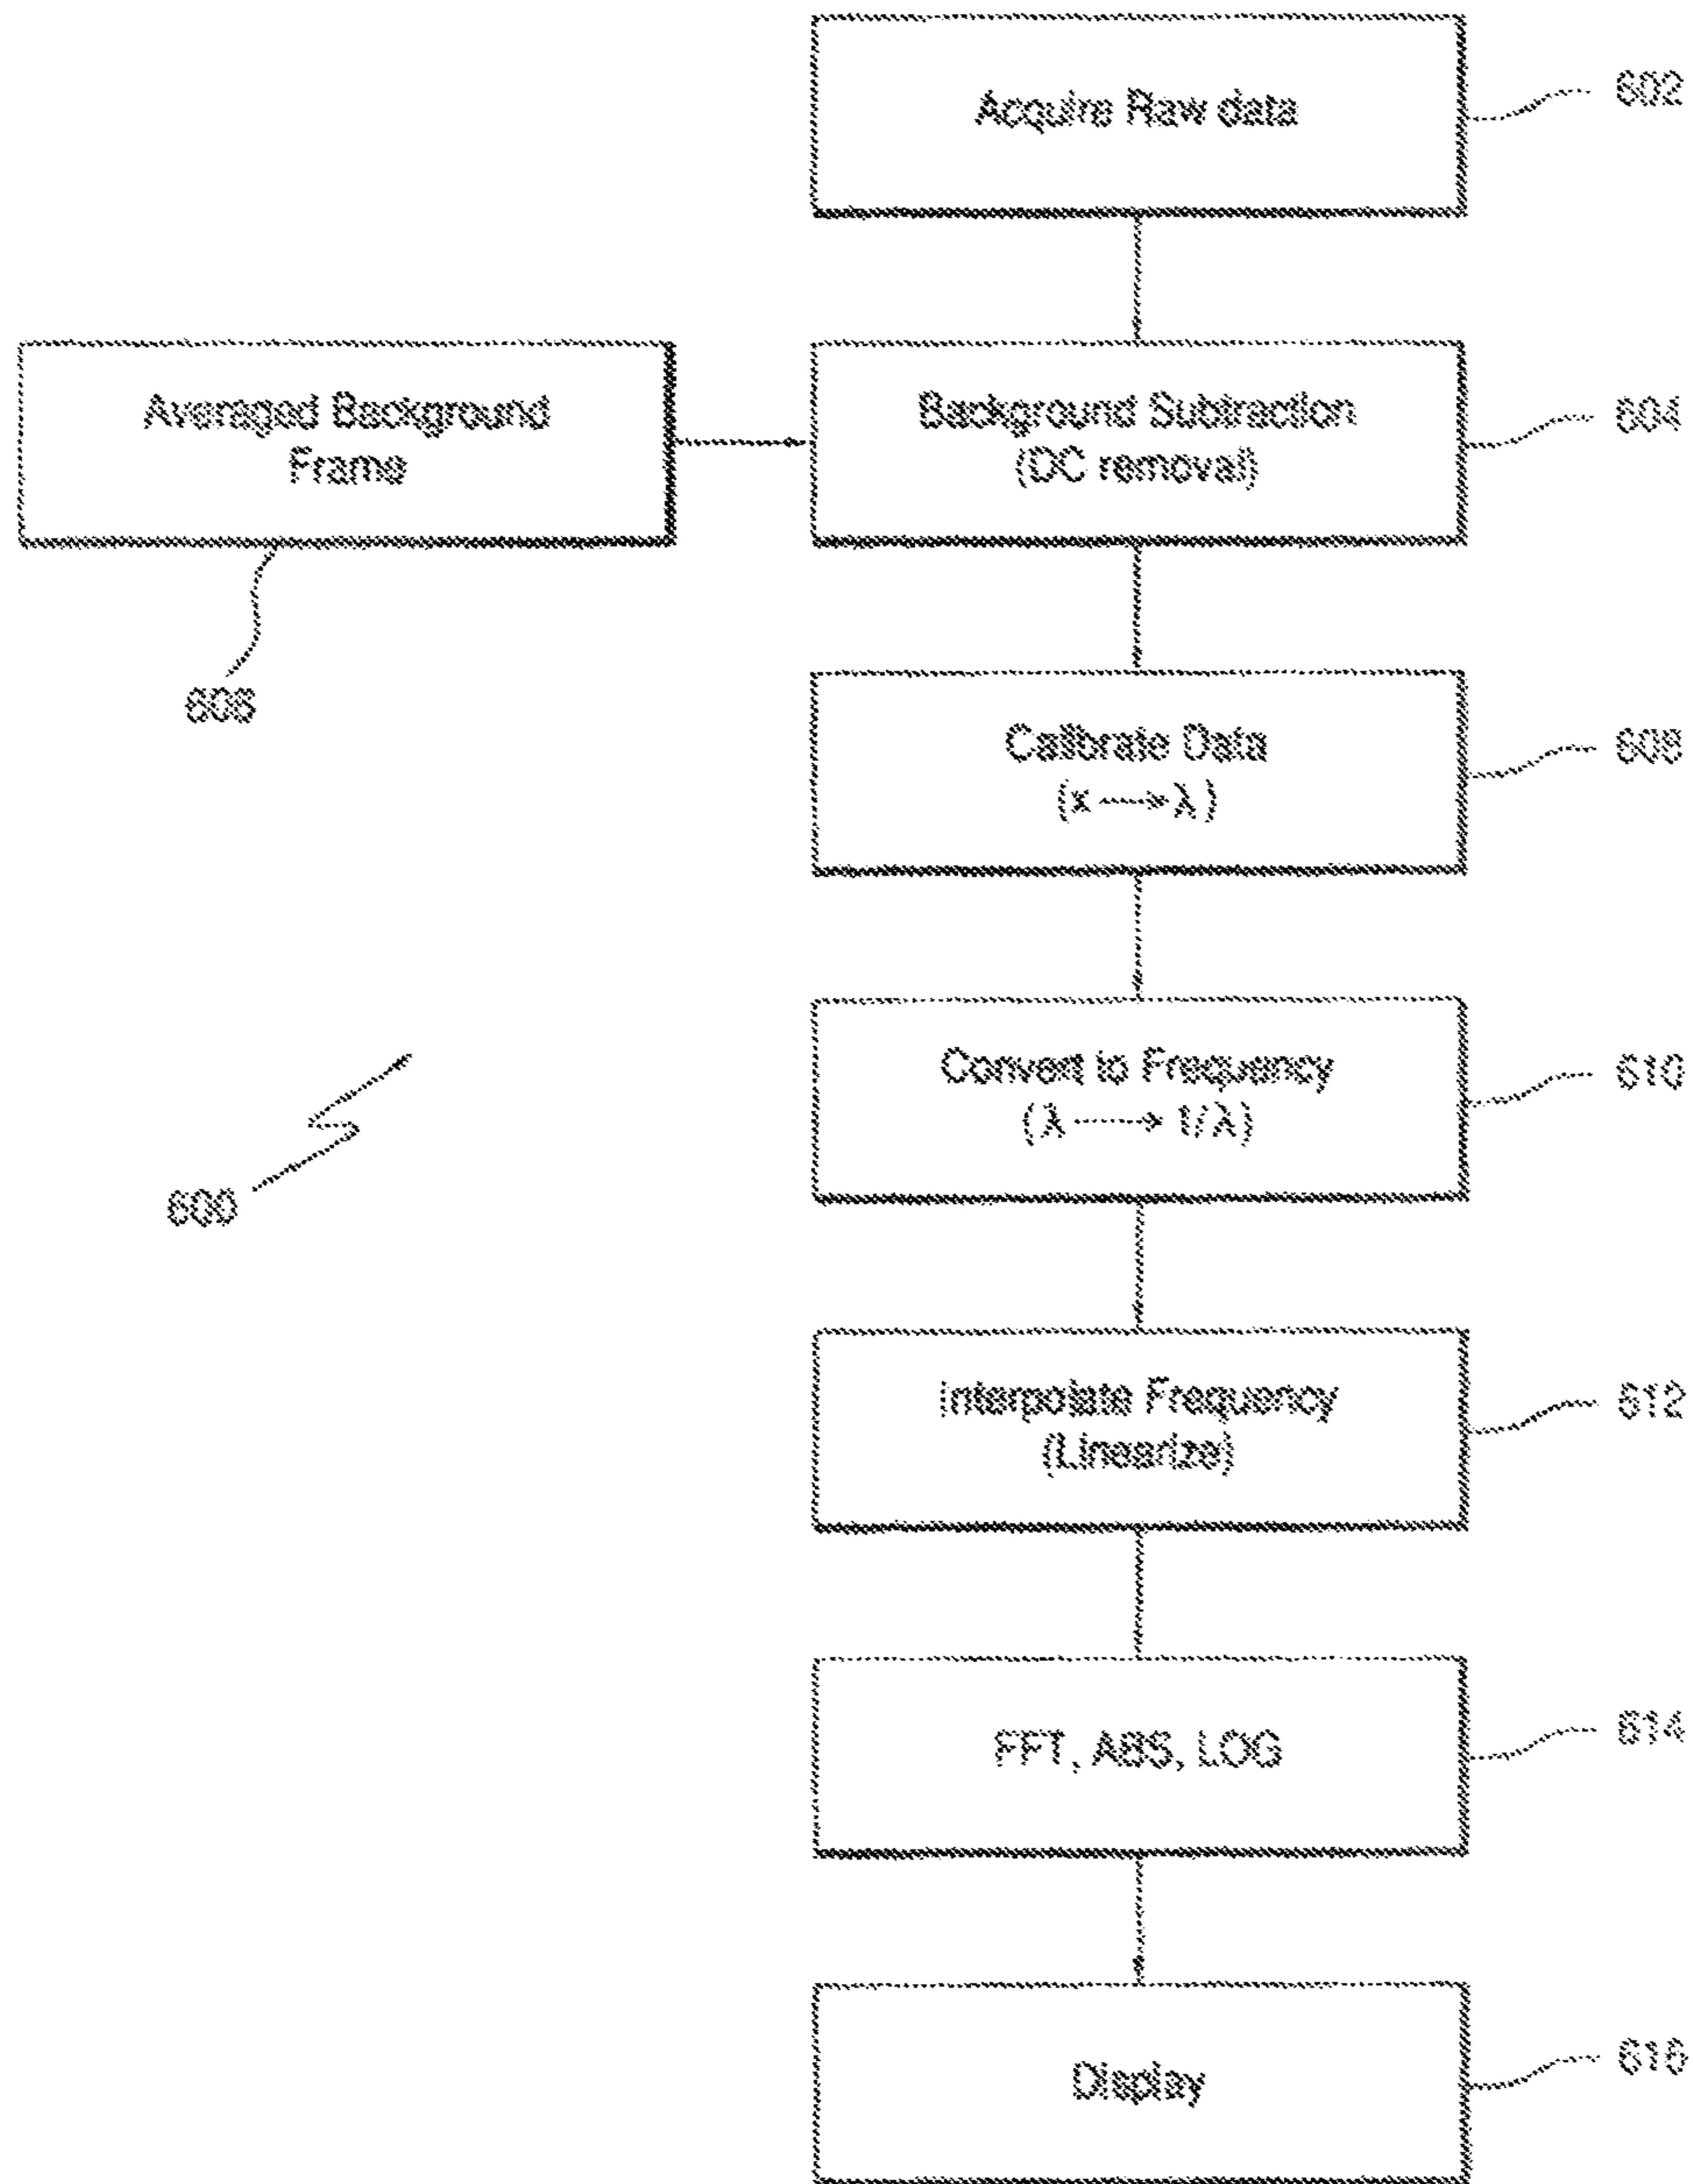 Acquire Raw data
602
Averaged Background
Frame
606
Background Subtraction
(DC removal)
604
Calibrate Data
(x → λ)
608
Convert to Frequency
(λ → 1/λ)
610
600
Interpolate Frequency
(Linearize)
612
FFT, ABS, LOG
614
Display
616